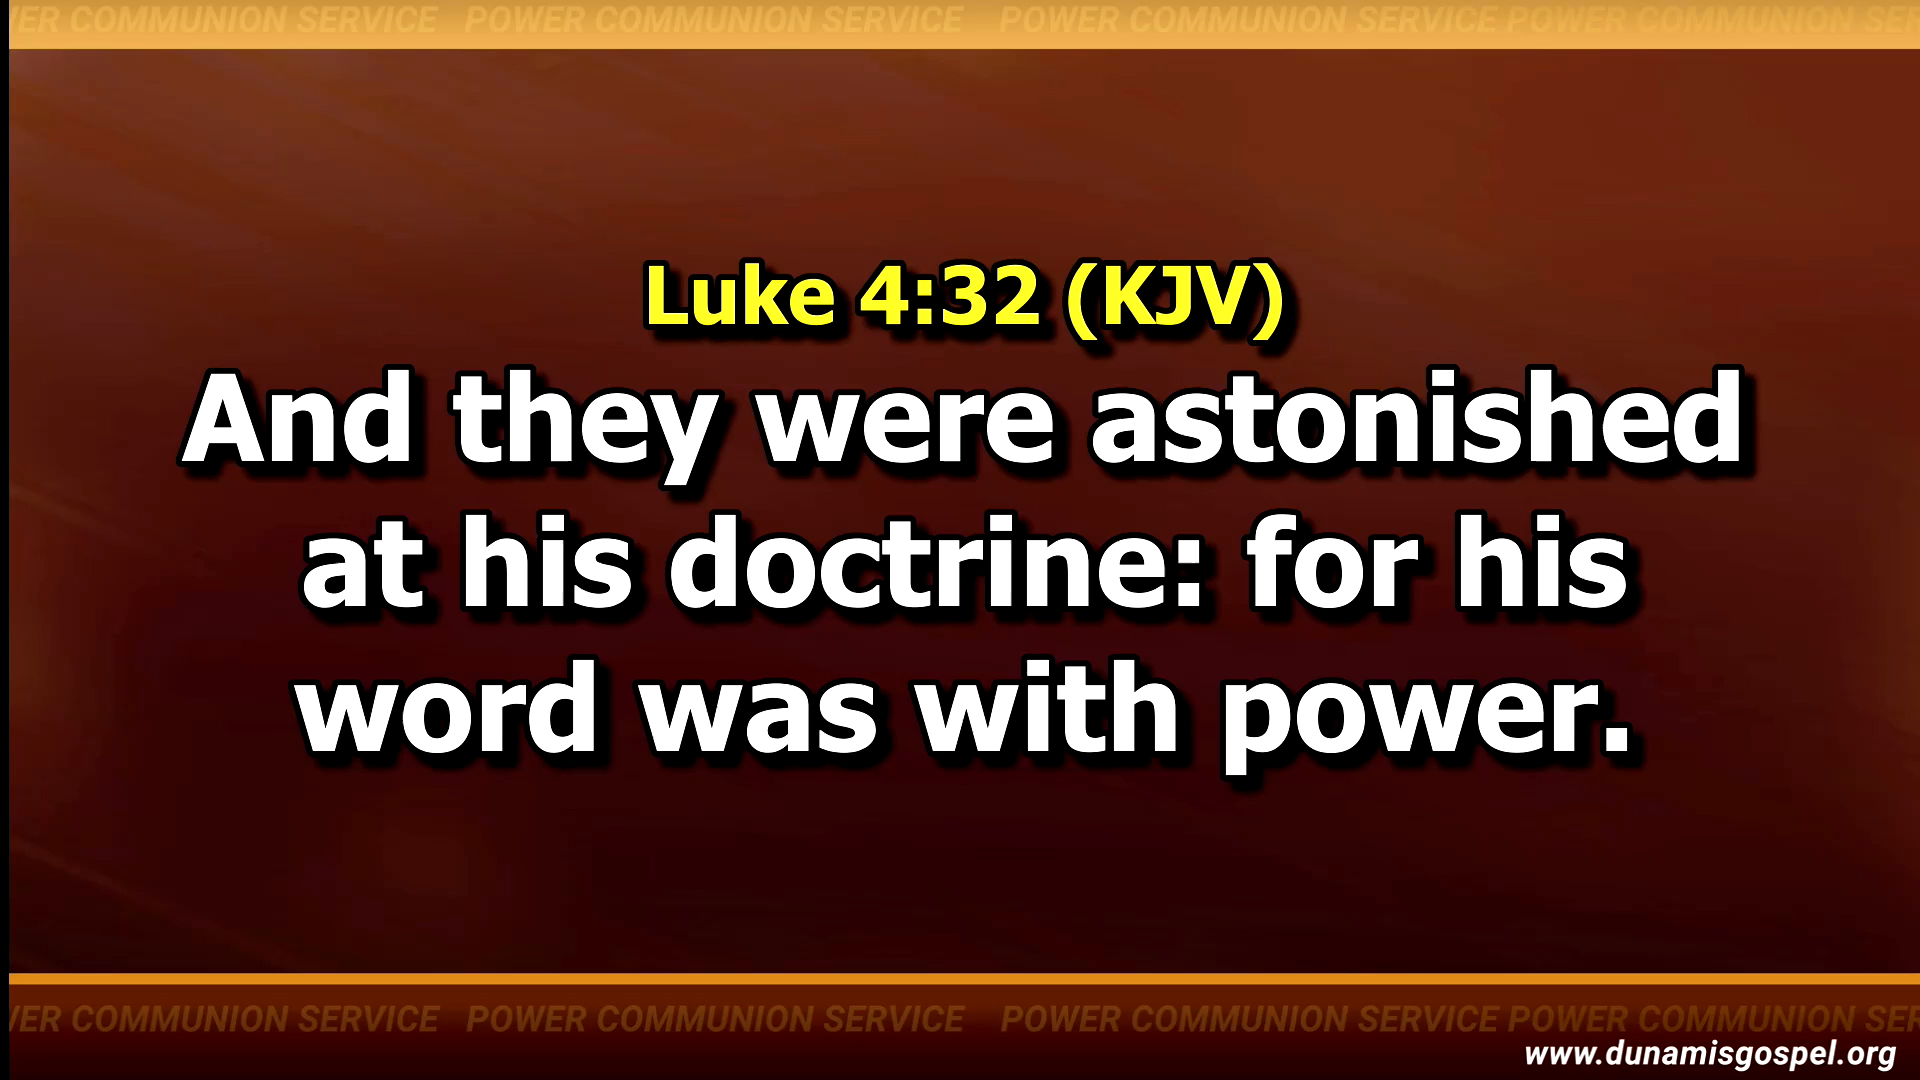 ER COMMUNION SERVICE POWER COMMUNION SERVICE POWER COMMUNION SERVICE POWER COMMUNION SER
Luke 4:32 (KJV)
And they were astonished
at his doctrine: for his
word was with power.
ER COMMUNION SERVICE POWER COMMUNION SERVICE POWER COMMUNION SERVICE POWER COMMUNION SER
www.dunamisgospel.org